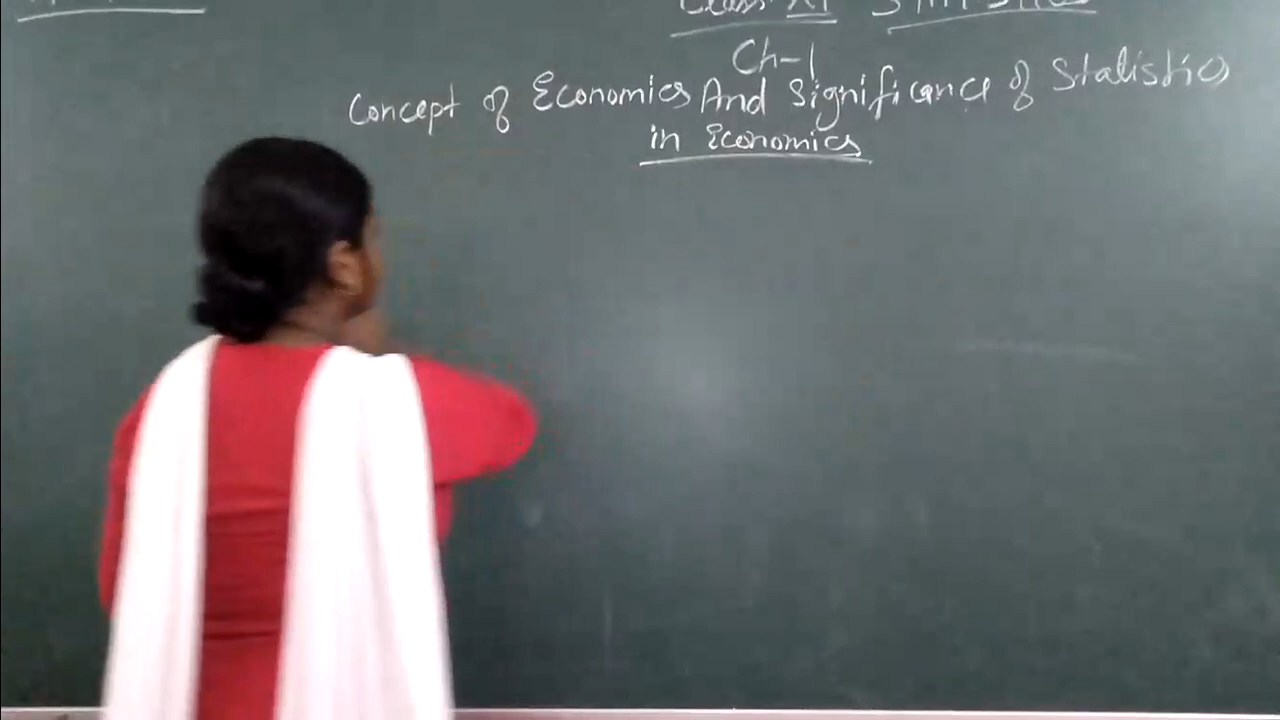 Class XI Statistics
Ch-1
Concept of Economics And Significance of Statistics
in Economics